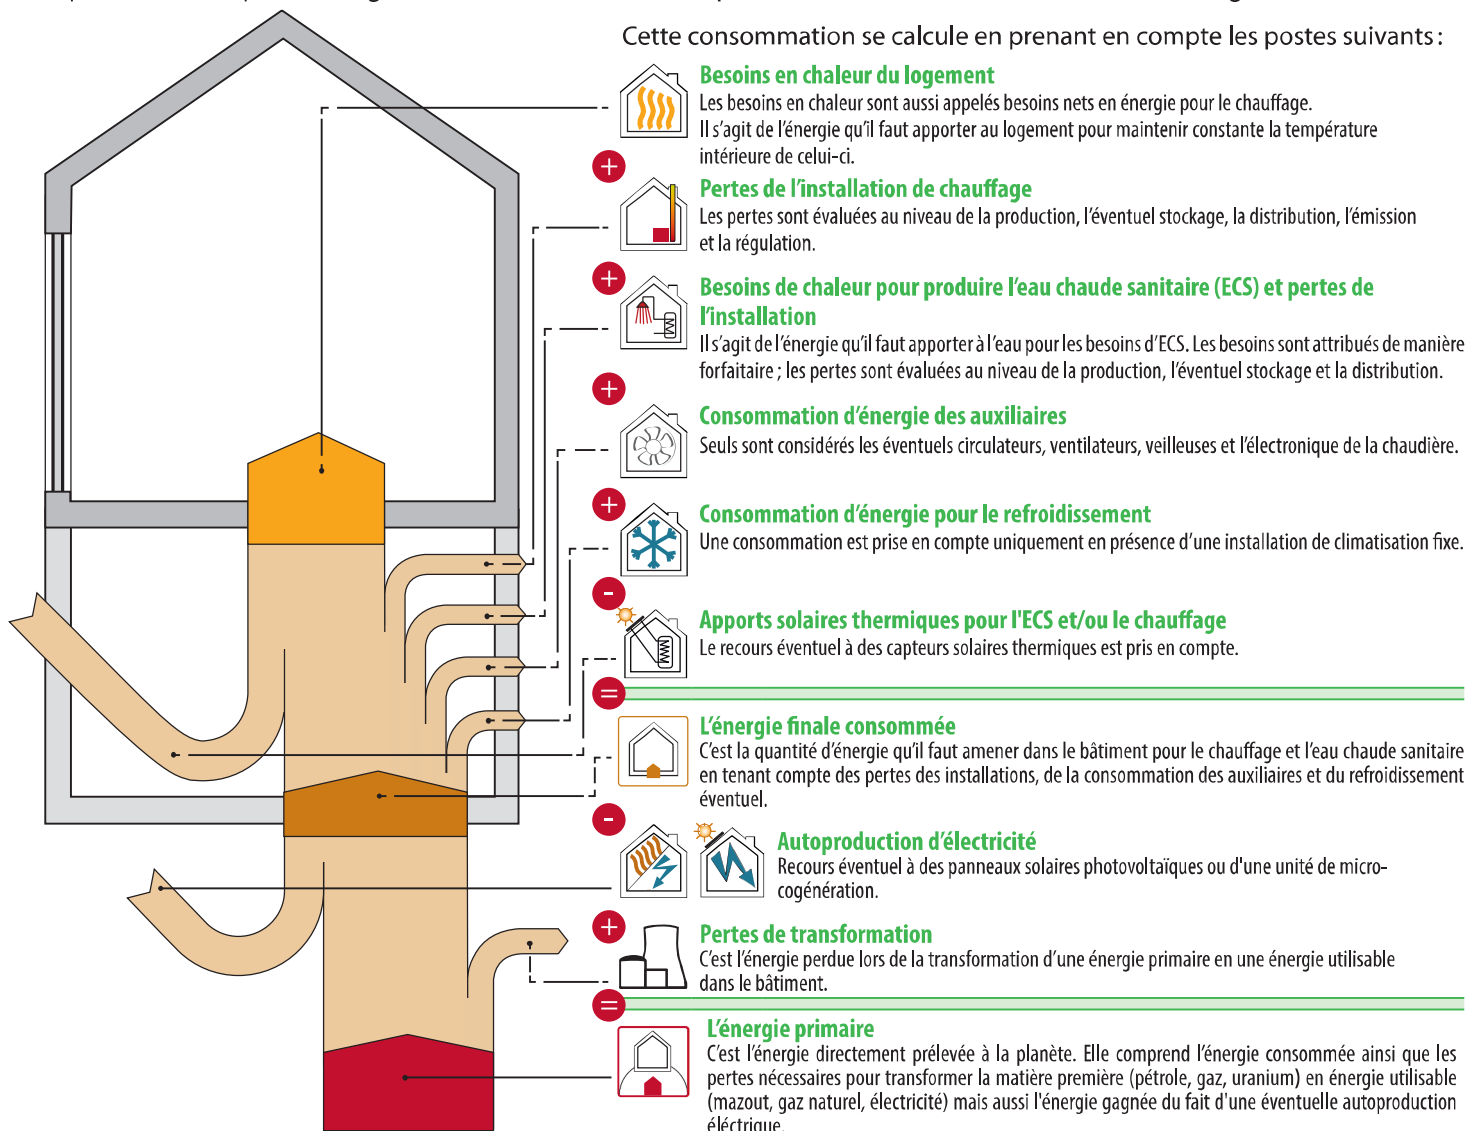 Cette consommation se calcule en prenant en compte les postes suivants :
Besoins en chaleur du logement
Les besoins en chaleur sont aussi appelés besoins nets en énergie pour le chauffage.
Il s'agit de l'énergie qu'il faut apporter au logement pour maintenir constante la température
intérieure de celui-ci.
+
Pertes de l'installation de chauffage
Les pertes sont évaluées au niveau de la production, l'éventuel stockage, la distribution, l'émission
et la régulation.
+
Besoins de chaleur pour produire l'eau chaude sanitaire (ECS) et pertes de
l'installation
Il s'agit de l'énergie qu'il faut apporter à l'eau pour les besoins d'ECS. Les besoins sont attribués de manière
forfaitaire ; les pertes sont évaluées au niveau de la production, l'éventuel stockage et la distribution.
+
Consommation d'énergie des auxiliaires
Seuls sont considérés les éventuels circulateurs, ventilateurs, veilleuses et l'électronique de la chaudière.
+
Consommation d'énergie pour le refroidissement
Une consommation est prise en compte uniquement en présence d'une installation de climatisation fixe.
-
Apports solaires thermiques pour l'ECS et/ou le chauffage
Le recours éventuel à des capteurs solaires thermiques est pris en compte.
=
L'énergie finale consommée
C'est la quantité d'énergie qu'il faut amener dans le bâtiment pour le chauffage et l'eau chaude sanitaire
en tenant compte des pertes des installations, de la consommation des auxiliaires et du refroidissement
éventuel.
-
Autoproduction d'électricité
Recours éventuel à des panneaux solaires photovoltaïques ou d'une unité de micro-
cogénération.
+
Pertes de transformation
C'est l'énergie perdue lors de la transformation d'une énergie primaire en une énergie utilisable
dans le bâtiment.
=
L'énergie primaire
C'est l'énergie directement prélevée à la planète. Elle comprend l'énergie consommée ainsi que les
pertes nécessaires pour transformer la matière première (pétrole, gaz, uranium) en énergie utilisable
(mazout, gaz naturel, électricité) mais aussi l'énergie gagnée du fait d'une éventuelle autoproduction
éléctrique.